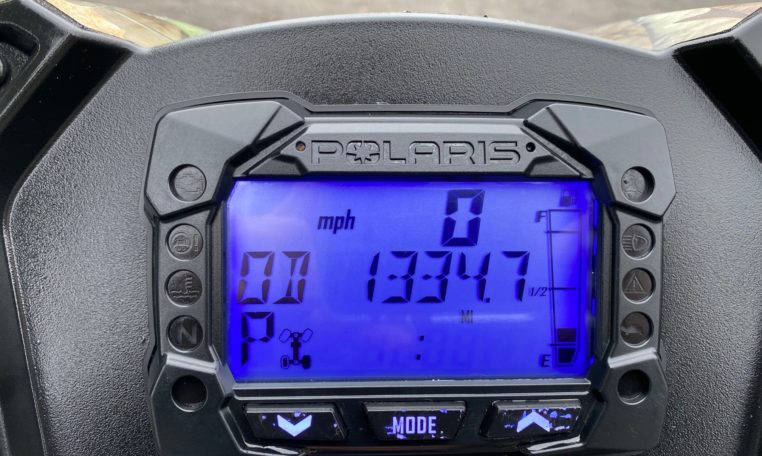 POLARIS
mph 0
F
OD 1334.7
1/2
MI
P :
N
E
MODE